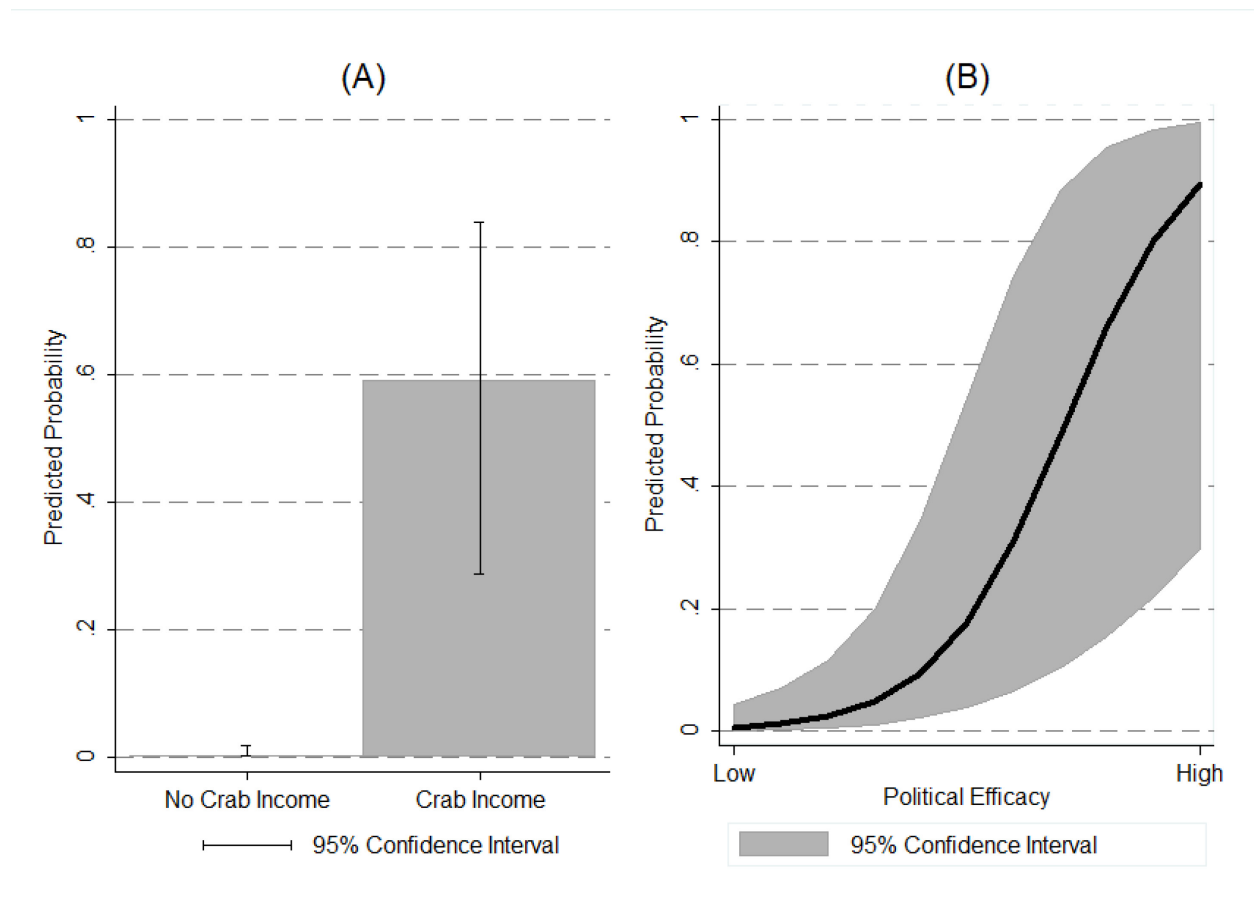 (A)
Predicted Probability
1
.8
.6
.4
.2
0
No Crab Income
Crab Income
95% Confidence Interval
(B)
Predicted Probability
1
.8
.6
.4
.2
0
Low
High
Political Efficacy
95% Confidence Interval